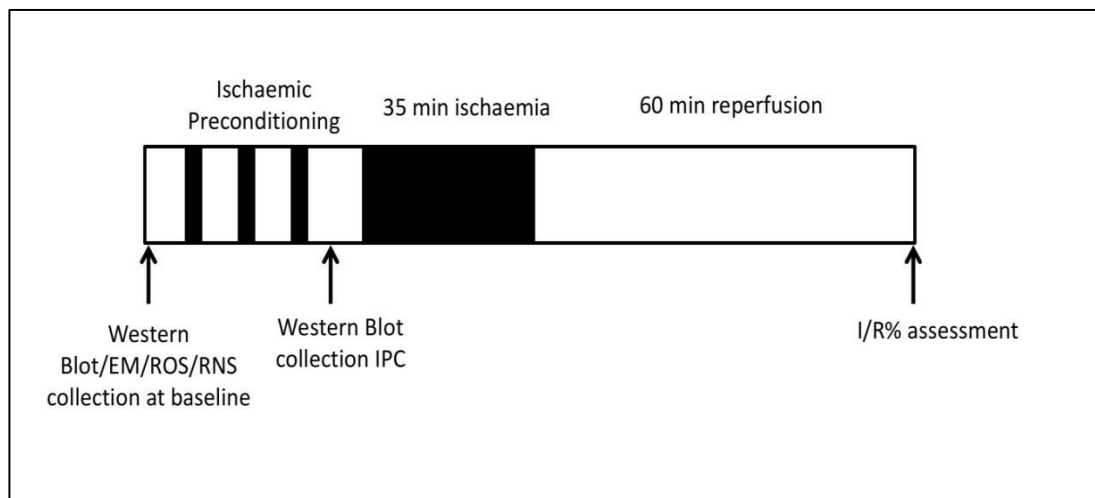 Ischaemic
Preconditioning
35 min ischaemia
60 min reperfusion
Western
Blot/EM/ROS/RNS
collection at baseline
Western Blot
collection IPC
I/R% assessment